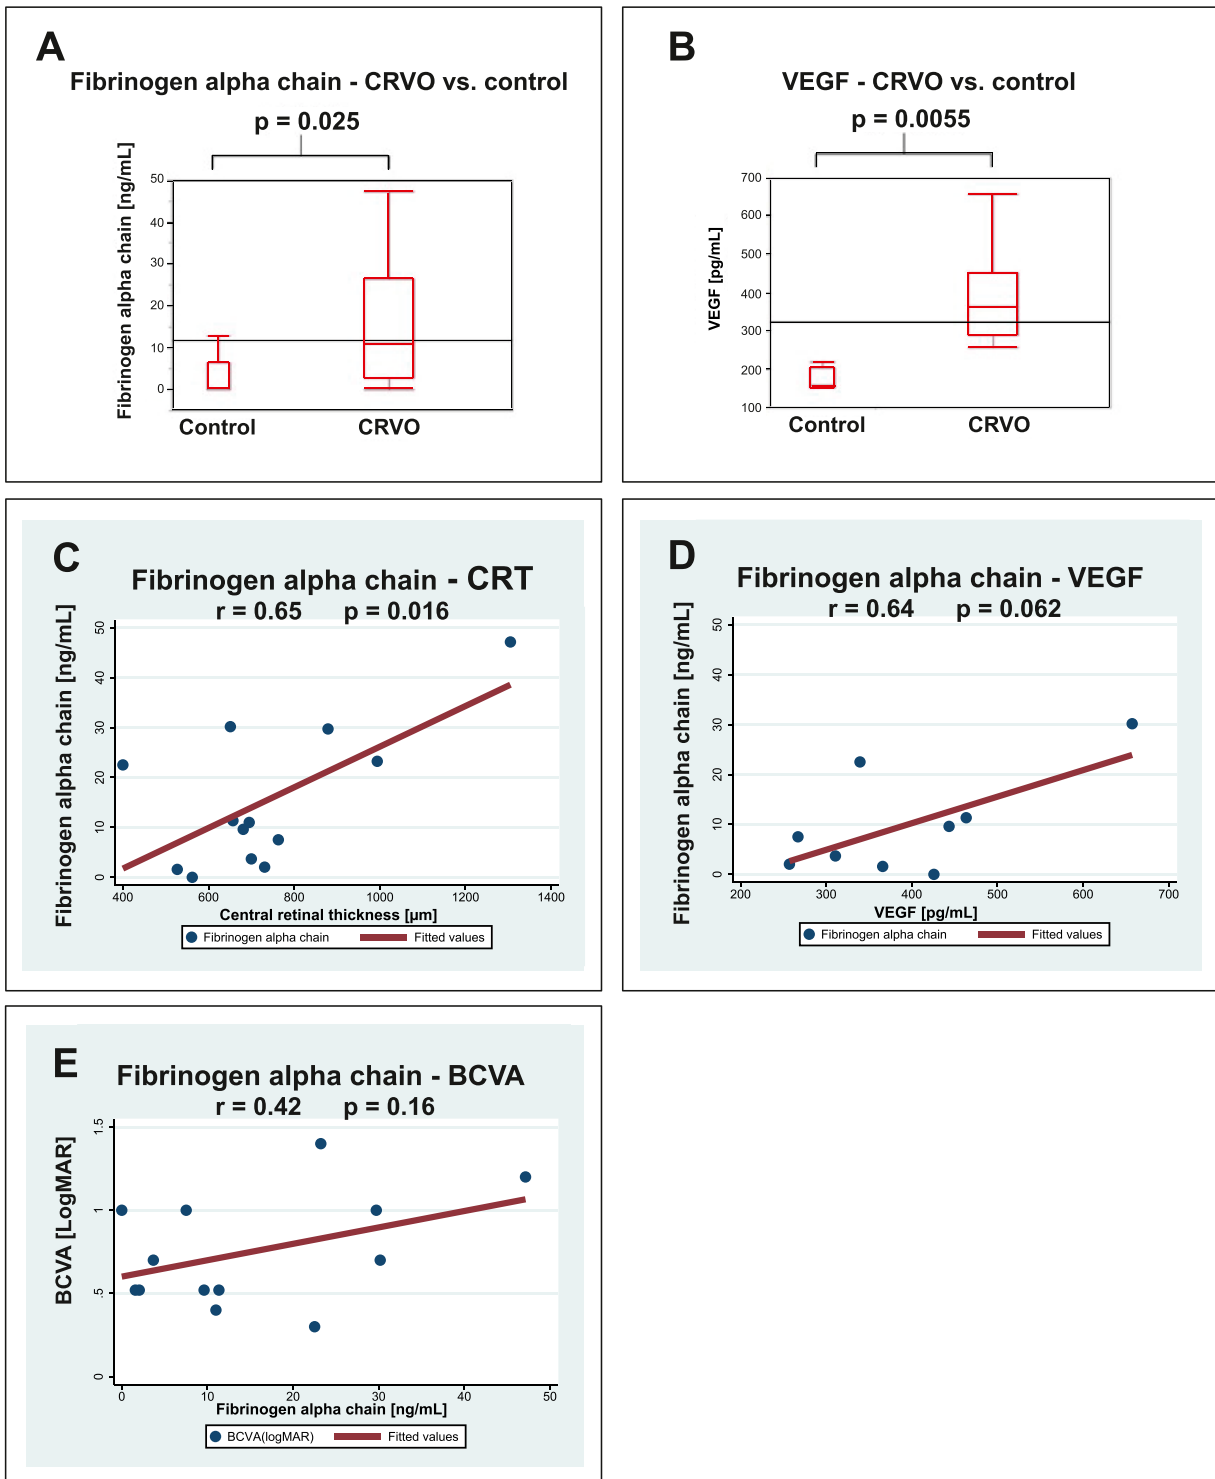 A
Fibrinogen alpha chain - CRVO vs. control
p = 0.025
Fibrinogen alpha chain [ng/mL]
50
40
30
20
10
0
Control CRVO
B
VEGF - CRVO vs. control
p = 0.0055
VEGF [pg/mL]
700
600
500
400
300
200
100
Control CRVO
C
Fibrinogen alpha chain - CRT
r = 0.65 p = 0.016
Fibrinogen alpha chain [ng/mL]
50
40
30
20
10
0
400 600 800 1000 1200 1400
Central retinal thickness [µm]
Fibrinogen alpha chain Fitted values
D
Fibrinogen alpha chain - VEGF
r = 0.64 p = 0.062
Fibrinogen alpha chain [ng/mL]
50
40
30
20
10
0
200 300 400 500 600 700
VEGF [pg/mL]
Fibrinogen alpha chain Fitted values
E
Fibrinogen alpha chain - BCVA
r = 0.42 p = 0.16
BCVA [LogMAR]
1.5
1
.5
0
0 10 20 30 40 50
Fibrinogen alpha chain [ng/mL]
BCVA(logMAR) Fitted values